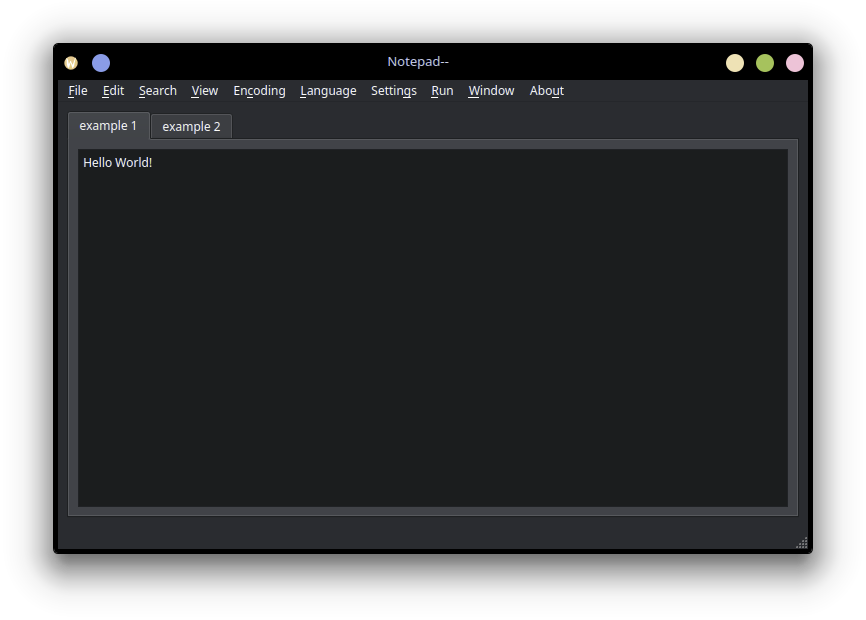 Notepad--
File Edit Search View Encoding Language Settings Run Window About
example 1 example 2
Hello World!